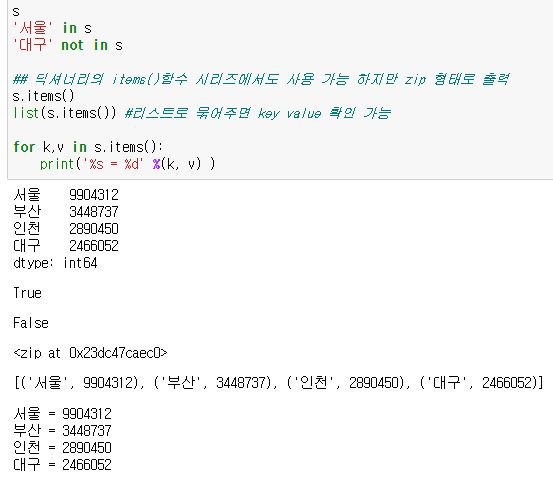 s
'서울' in s
'대구' not in s
## 딕셔너리의 items()함수 시리즈에서도 사용 가능 하지만 zip 형태로 출력
s.items()
list(s.items()) #리스트로 묶어주면 key value 확인 가능
for k,v in s.items():
    print('%s = %d' %(k, v) )
서울    9904312
부산    3448737
인천    2890450
대구    2466052
dtype: int64
True
False
<zip at 0x23dc47caec0>
[('서울', 9904312), ('부산', 3448737), ('인천', 2890450), ('대구', 2466052)]
서울 = 9904312
부산 = 3448737
인천 = 2890450
대구 = 2466052